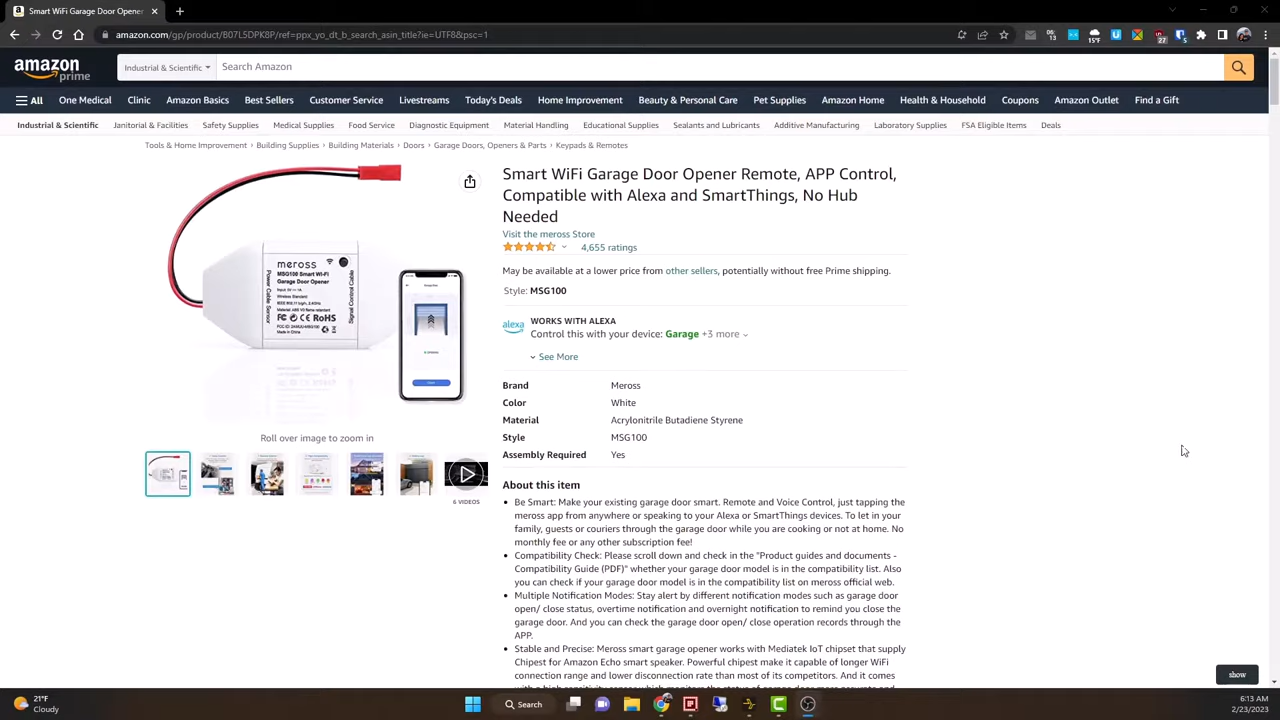 Smart WiFi Garage Door Opener
amazon.com/gp/product/B07L5DPK8P/ref=ppx_yo_dt_b_search_asin_title?ie=UTF8&psc=1
amazon
prime
Industrial & Scientific
Search Amazon
All
One Medical
Clinic
Amazon Basics
Best Sellers
Customer Service
Livestreams
Today's Deals
Home Improvement
Beauty & Personal Care
Pet Supplies
Amazon Home
Health & Household
Coupons
Amazon Outlet
Find a Gift
Industrial & Scientific
Janitorial & Facilities
Safety Supplies
Medical Supplies
Food Service
Diagnostic Equipment
Material Handling
Educational Supplies
Sealants and Lubricants
Additive Manufacturing
Laboratory Supplies
FSA Eligible Items
Deals
Tools & Home Improvement › Building Supplies › Building Materials › Doors › Garage Doors, Openers & Parts › Keypads & Remotes
meross
MSG100 Smart Wi-Fi
Garage Door Opener
Power Cable Sensor
Signal Control Cable
RoHS
Made in China
Roll over image to zoom in
6 VIDEOS
Smart WiFi Garage Door Opener Remote, APP Control,
Compatible with Alexa and SmartThings, No Hub
Needed
Visit the meross Store
4,655 ratings
May be available at a lower price from other sellers, potentially without free Prime shipping.
Style: MSG100
alexa
WORKS WITH ALEXA
Control this with your device: Garage +3 more
See More
Brand Meross
Color White
Material Acrylonitrile Butadiene Styrene
Style MSG100
Assembly Required Yes
About this item
• Be Smart: Make your existing garage door smart. Remote and Voice Control, just tapping the
meross app from anywhere or speaking to your Alexa or SmartThings devices. To let in your
family, guests or couriers through the garage door while you are cooking or not at home. No
monthly fee or any other subscription fee!
• Compatibility Check: Please scroll down and check in the "Product guides and documents -
Compatibility Guide (PDF)" whether your garage door model is in the compatibility list. Also
you can check if your garage door model is in the compatibility list on meross official web.
• Multiple Notification Modes: Stay alert by different notification modes such as garage door
open/ close status, overtime notification and overnight notification to remind you close the
garage door. And you can check the garage door open/ close operation records through the
APP.
• Stable and Precise: Meross smart garage opener works with Mediatek IoT chipset that supply
Chipest for Amazon Echo smart speaker. Powerful chipest make it capable of longer WiFi
connection range and lower disconnection rate than most of its competitors. And it comes
show
21°F
Cloudy
Search
6:13 AM
2/23/2023